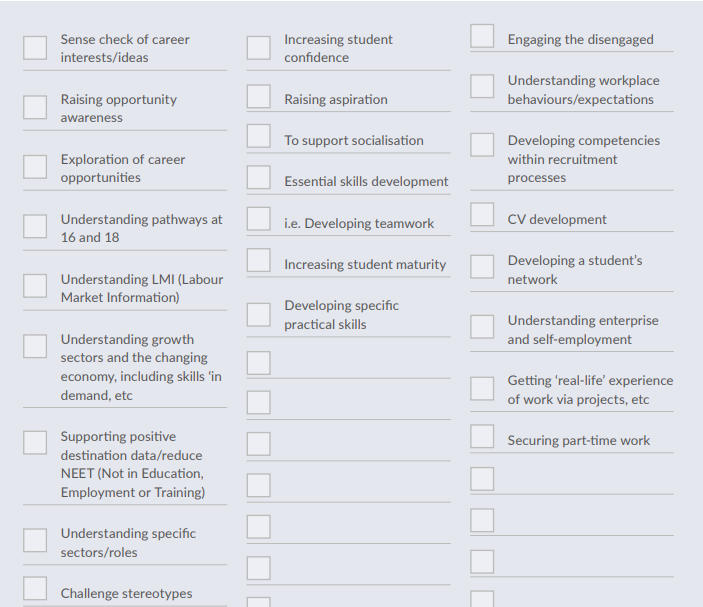 Sense check of career
interests/ideas
Raising opportunity
awareness
Exploration of career
opportunities
Understanding pathways at
16 and 18
Understanding LMI (Labour
Market Information)
Understanding growth
sectors and the changing
economy, including skills ‘in
demand, etc
Supporting positive
destination data/reduce
NEET (Not in Education,
Employment or Training)
Understanding specific
sectors/roles
Challenge stereotypes
Increasing student
confidence
Raising aspiration
To support socialisation
Essential skills development
i.e. Developing teamwork
Increasing student maturity
Developing specific
practical skills
Engaging the disengaged
Understanding workplace
behaviours/expectations
Developing competencies
within recruitment
processes
CV development
Developing a student’s
network
Understanding enterprise
and self-employment
Getting ‘real-life’ experience
of work via projects, etc
Securing part-time work